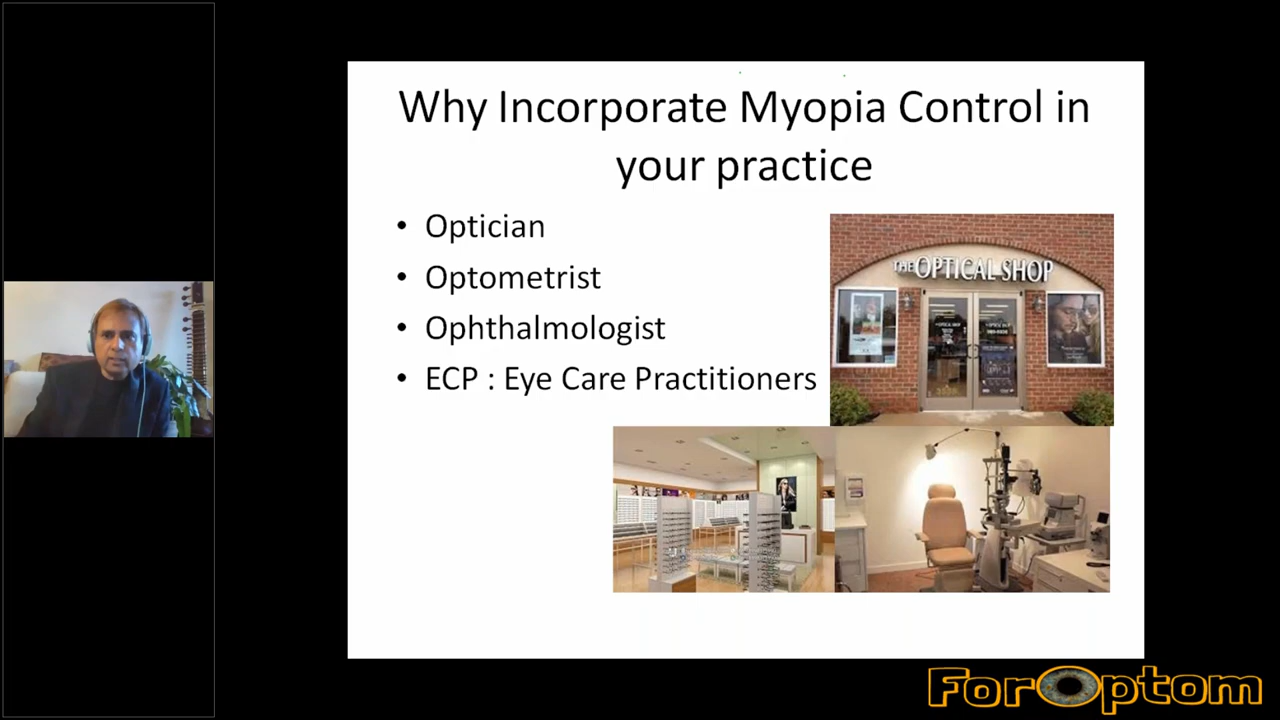 Why Incorporate Myopia Control in
your practice
• Optician
• Optometrist
• Ophthalmologist
• ECP : Eye Care Practitioners
THE OPTICAL SHOP
ForOptom